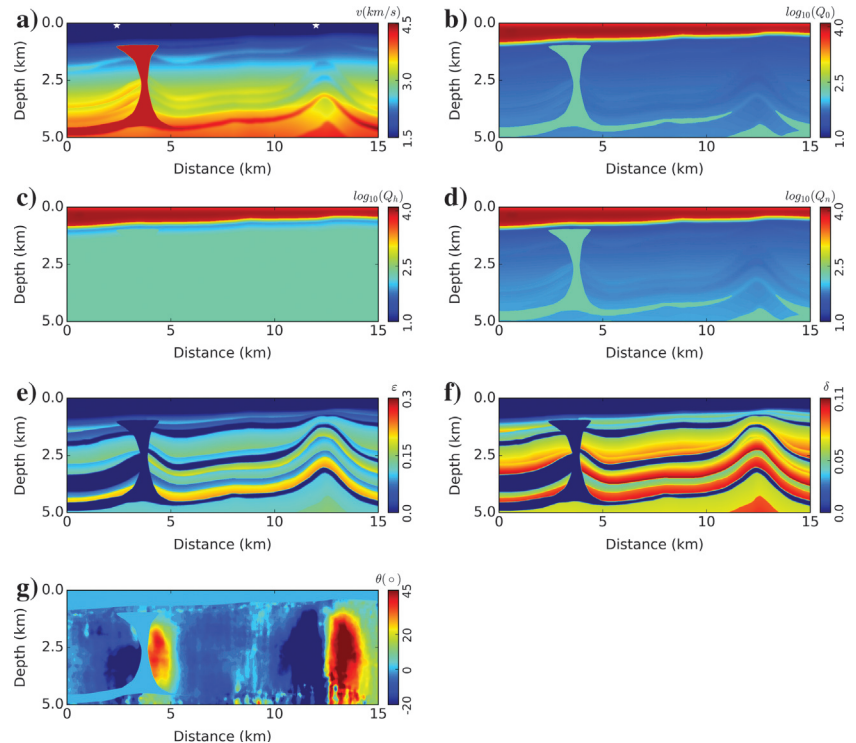 a)
v(km/s)
Depth (km)
0.0
2.5
5.0
0
5
10
15
Distance (km)
4.5
3.0
1.5
b)
log₁₀(Q₀)
Depth (km)
0.0
2.5
5.0
0
5
10
15
Distance (km)
4.0
2.5
1.0
c)
log₁₀(Qₕ)
Depth (km)
0.0
2.5
5.0
0
5
10
15
Distance (km)
4.0
2.5
1.0
d)
log₁₀(Qₙ)
Depth (km)
0.0
2.5
5.0
0
5
10
15
Distance (km)
4.0
2.5
1.0
e)
ε
Depth (km)
0.0
2.5
5.0
0
5
10
15
Distance (km)
0.3
0.15
0.0
f)
δ
Depth (km)
0.0
2.5
5.0
0
5
10
15
Distance (km)
0.11
0.0
g)
θ(○)
Depth (km)
0.0
2.5
5.0
0
5
10
15
Distance (km)
45
20
0
-20